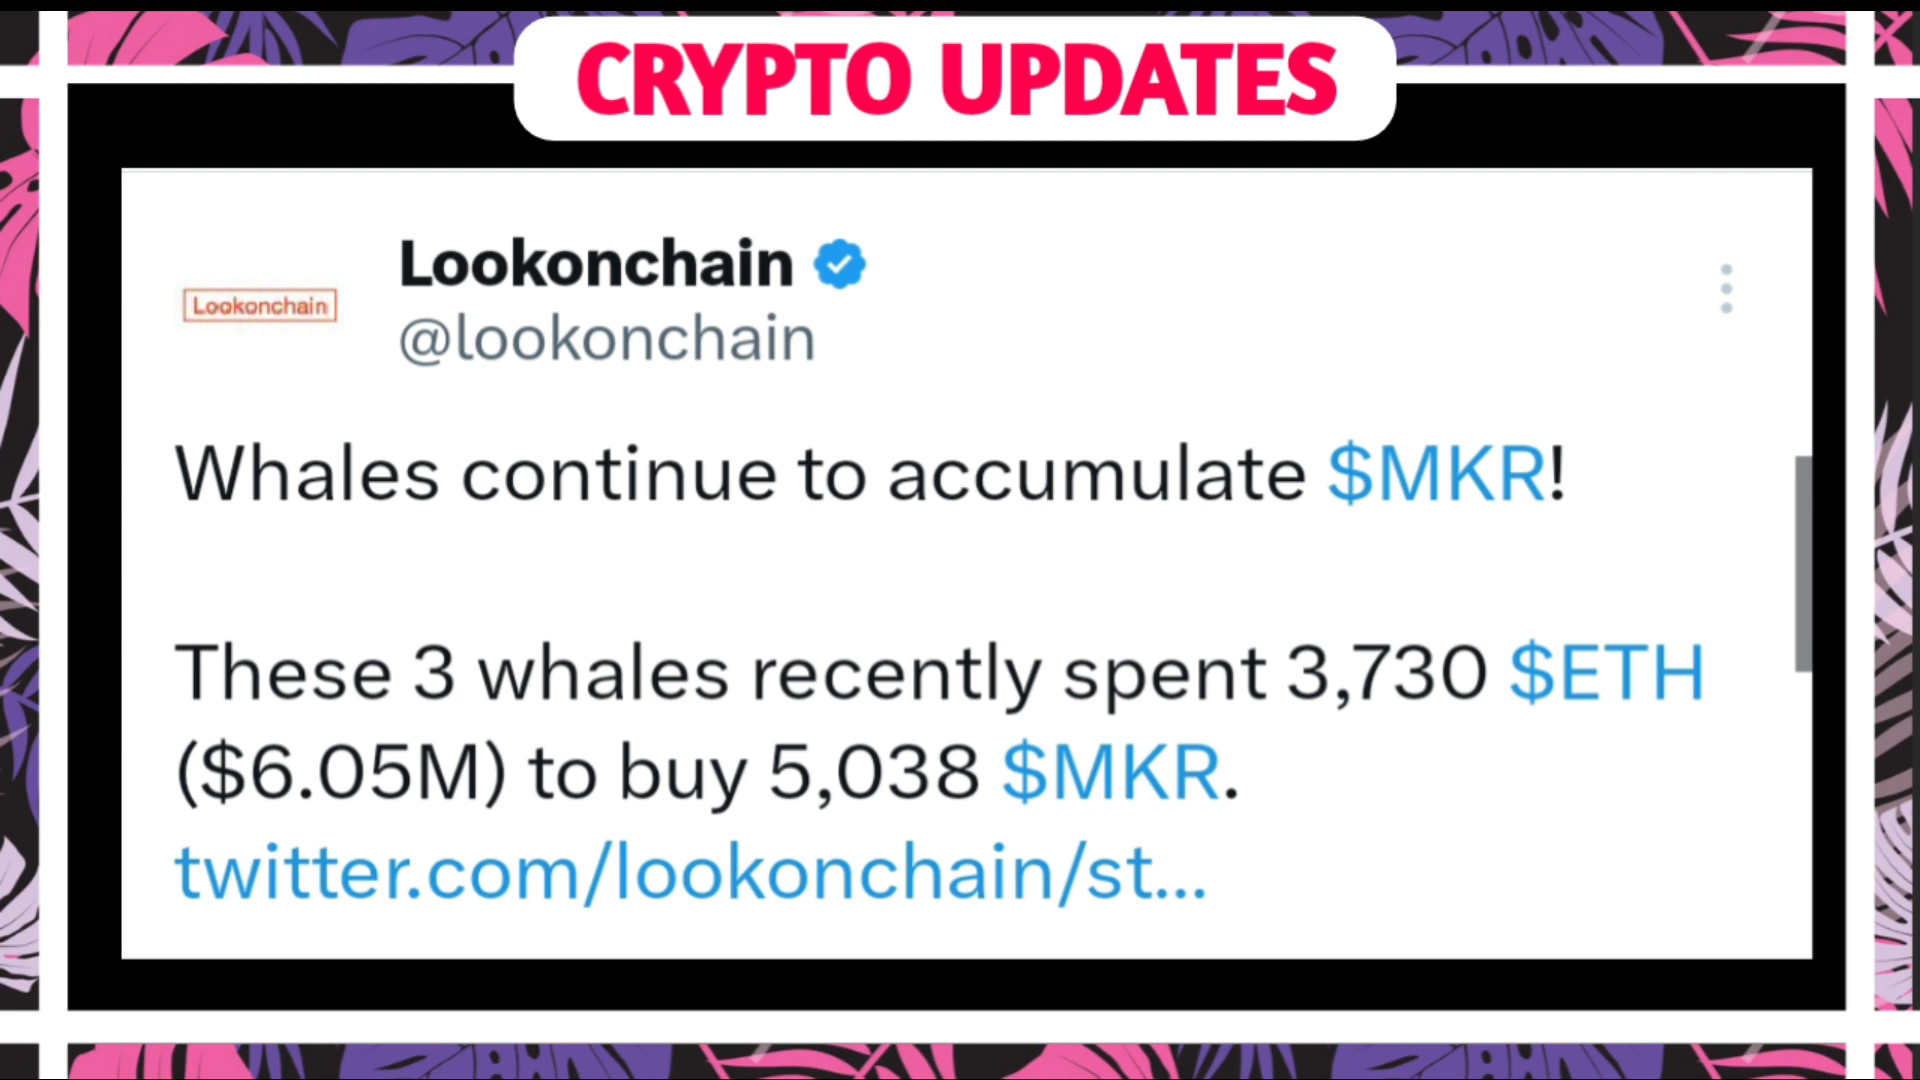 CRYPTO UPDATES
Lookonchain
Lookonchain
@lookonchain
Whales continue to accumulate $MKR!
These 3 whales recently spent 3,730 $ETH
($6.05M) to buy 5,038 $MKR.
twitter.com/lookonchain/st...